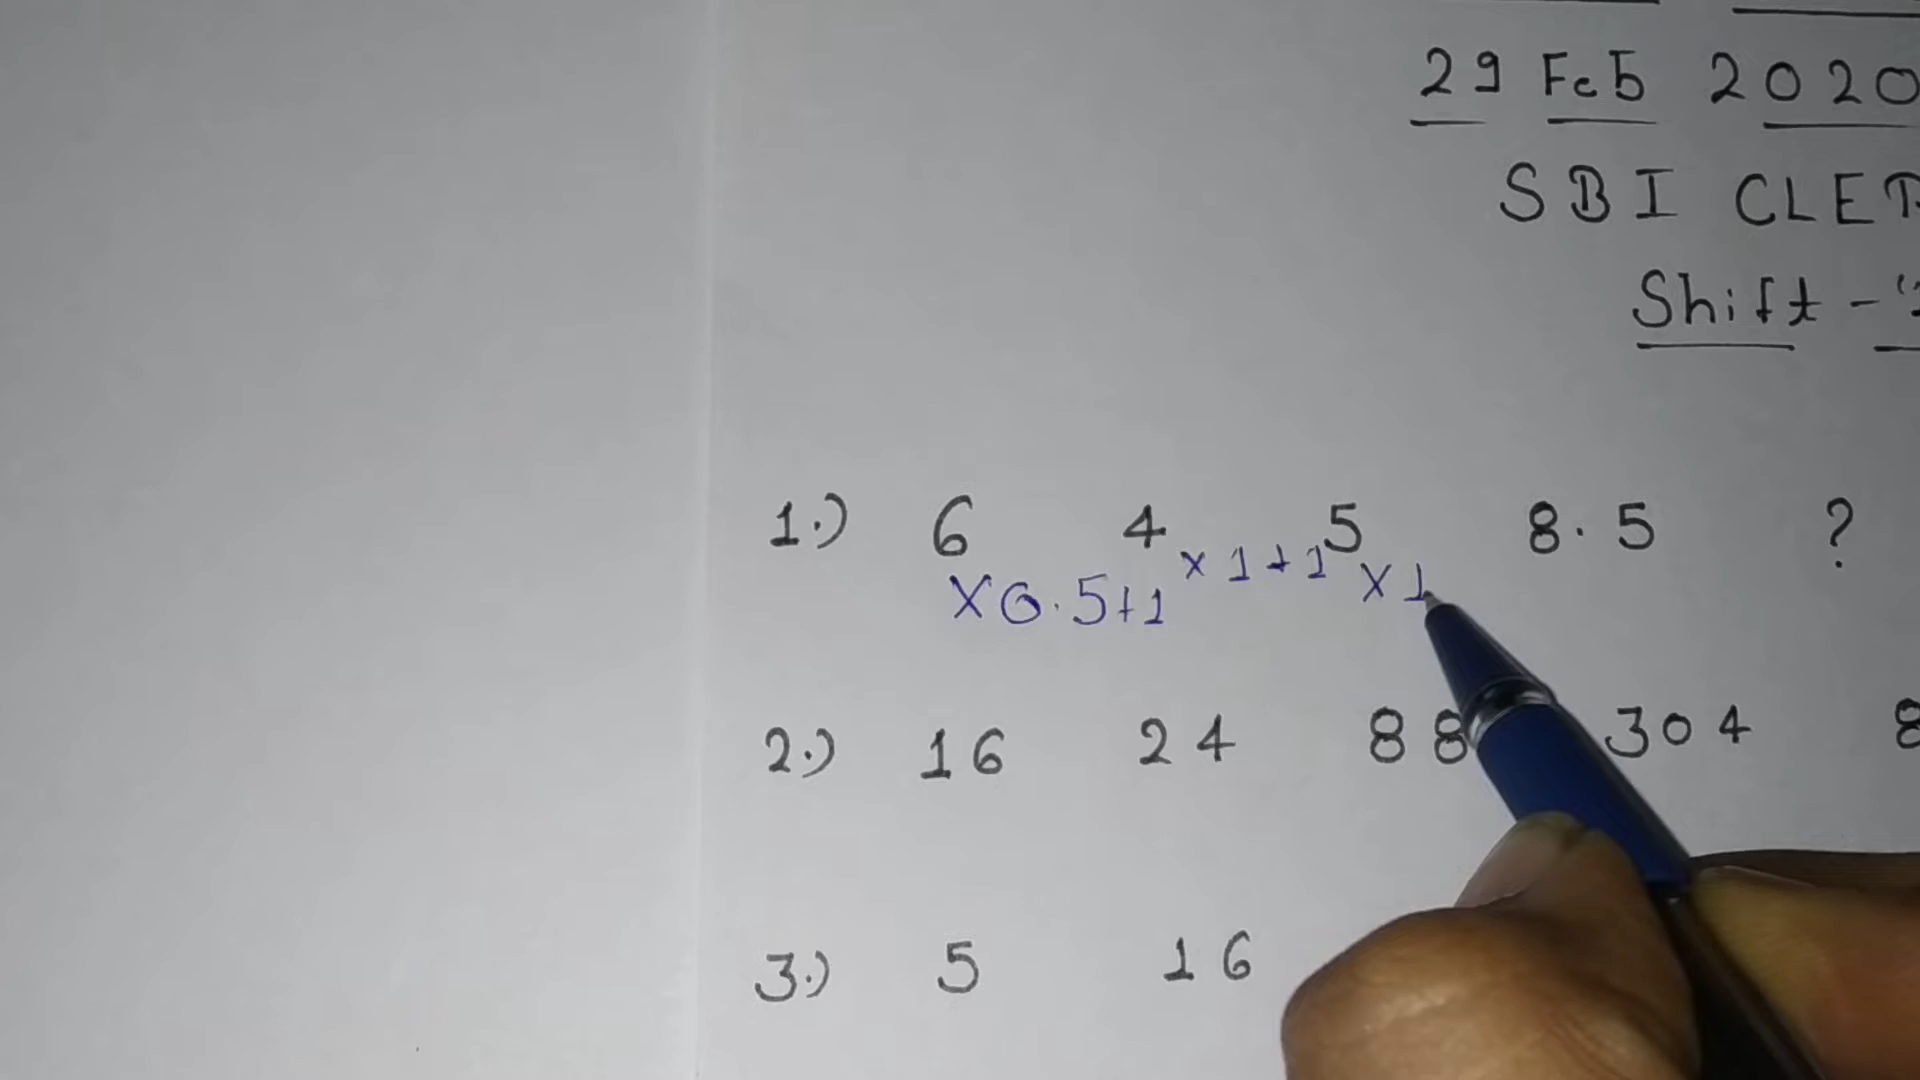 29 Feb 2020
SBI
Shift -
1.) 6 4 5 8.5 ?
×0.5+1 ×1+1 ×1
2.) 16 24 88 304
3.) 5 16